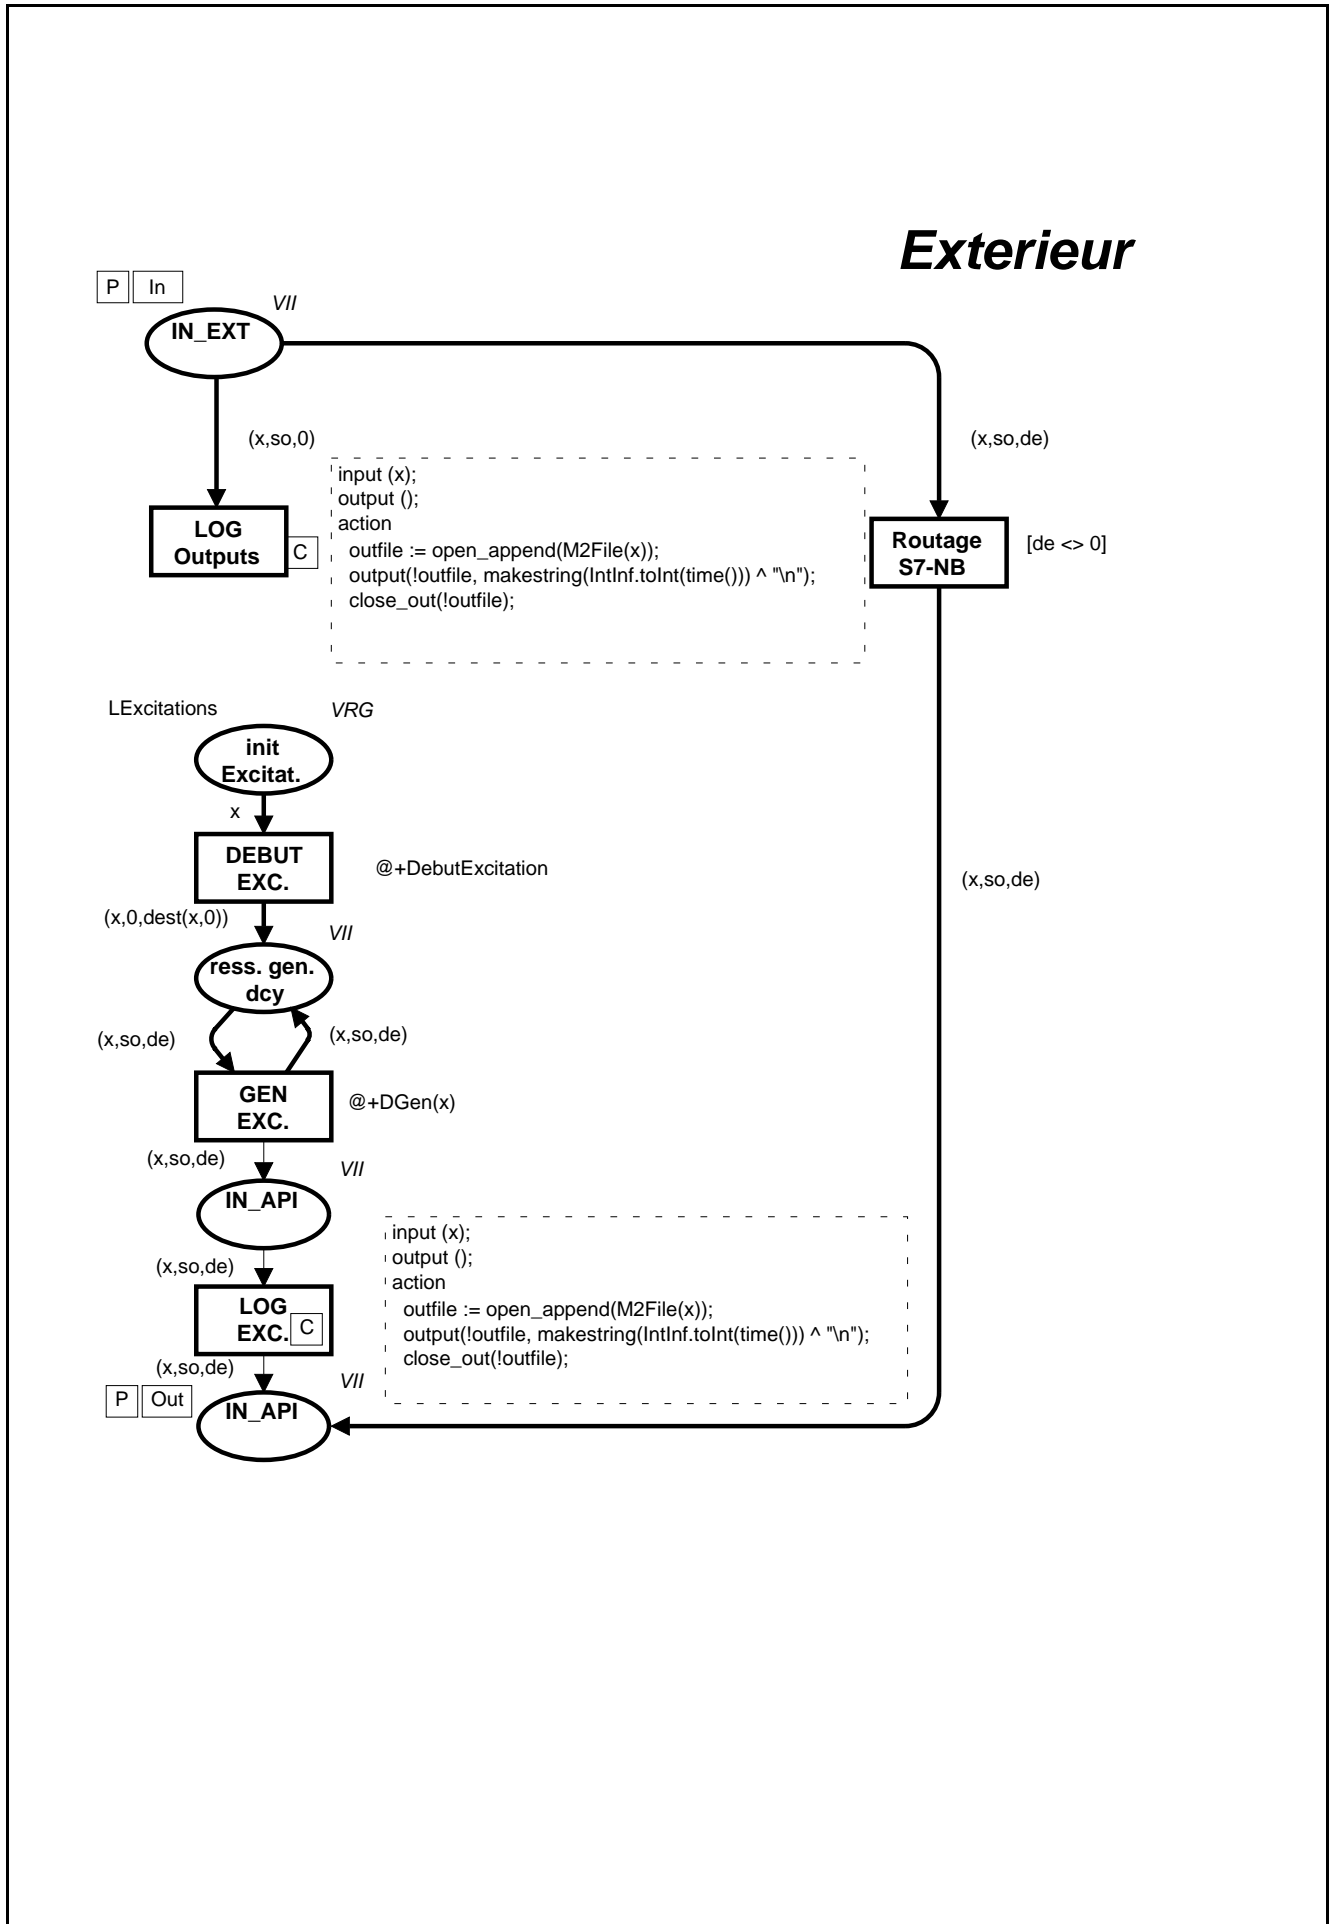 Exterieur
P In
VII
IN_EXT
(x,so,0)
(x,so,de)
input (x);
output ();
action
outfile := open_append(M2File(x));
output(!outfile, makestring(IntInf.toInt(time())) ^ "\n");
close_out(!outfile);
LOG
Outputs
C
Routage
S7-NB
[de <> 0]
LExcitations
VRG
init
Excitat.
x
DEBUT
EXC.
@+DebutExcitation
(x,so,de)
(x,0,dest(x,0))
VII
ress. gen.
dcy
(x,so,de)
(x,so,de)
GEN
EXC.
@+DGen(x)
(x,so,de)
VII
IN_API
(x,so,de)
input (x);
output ();
action
outfile := open_append(M2File(x));
output(!outfile, makestring(IntInf.toInt(time())) ^ "\n");
close_out(!outfile);
LOG
EXC.
C
(x,so,de)
VII
P Out
IN_API